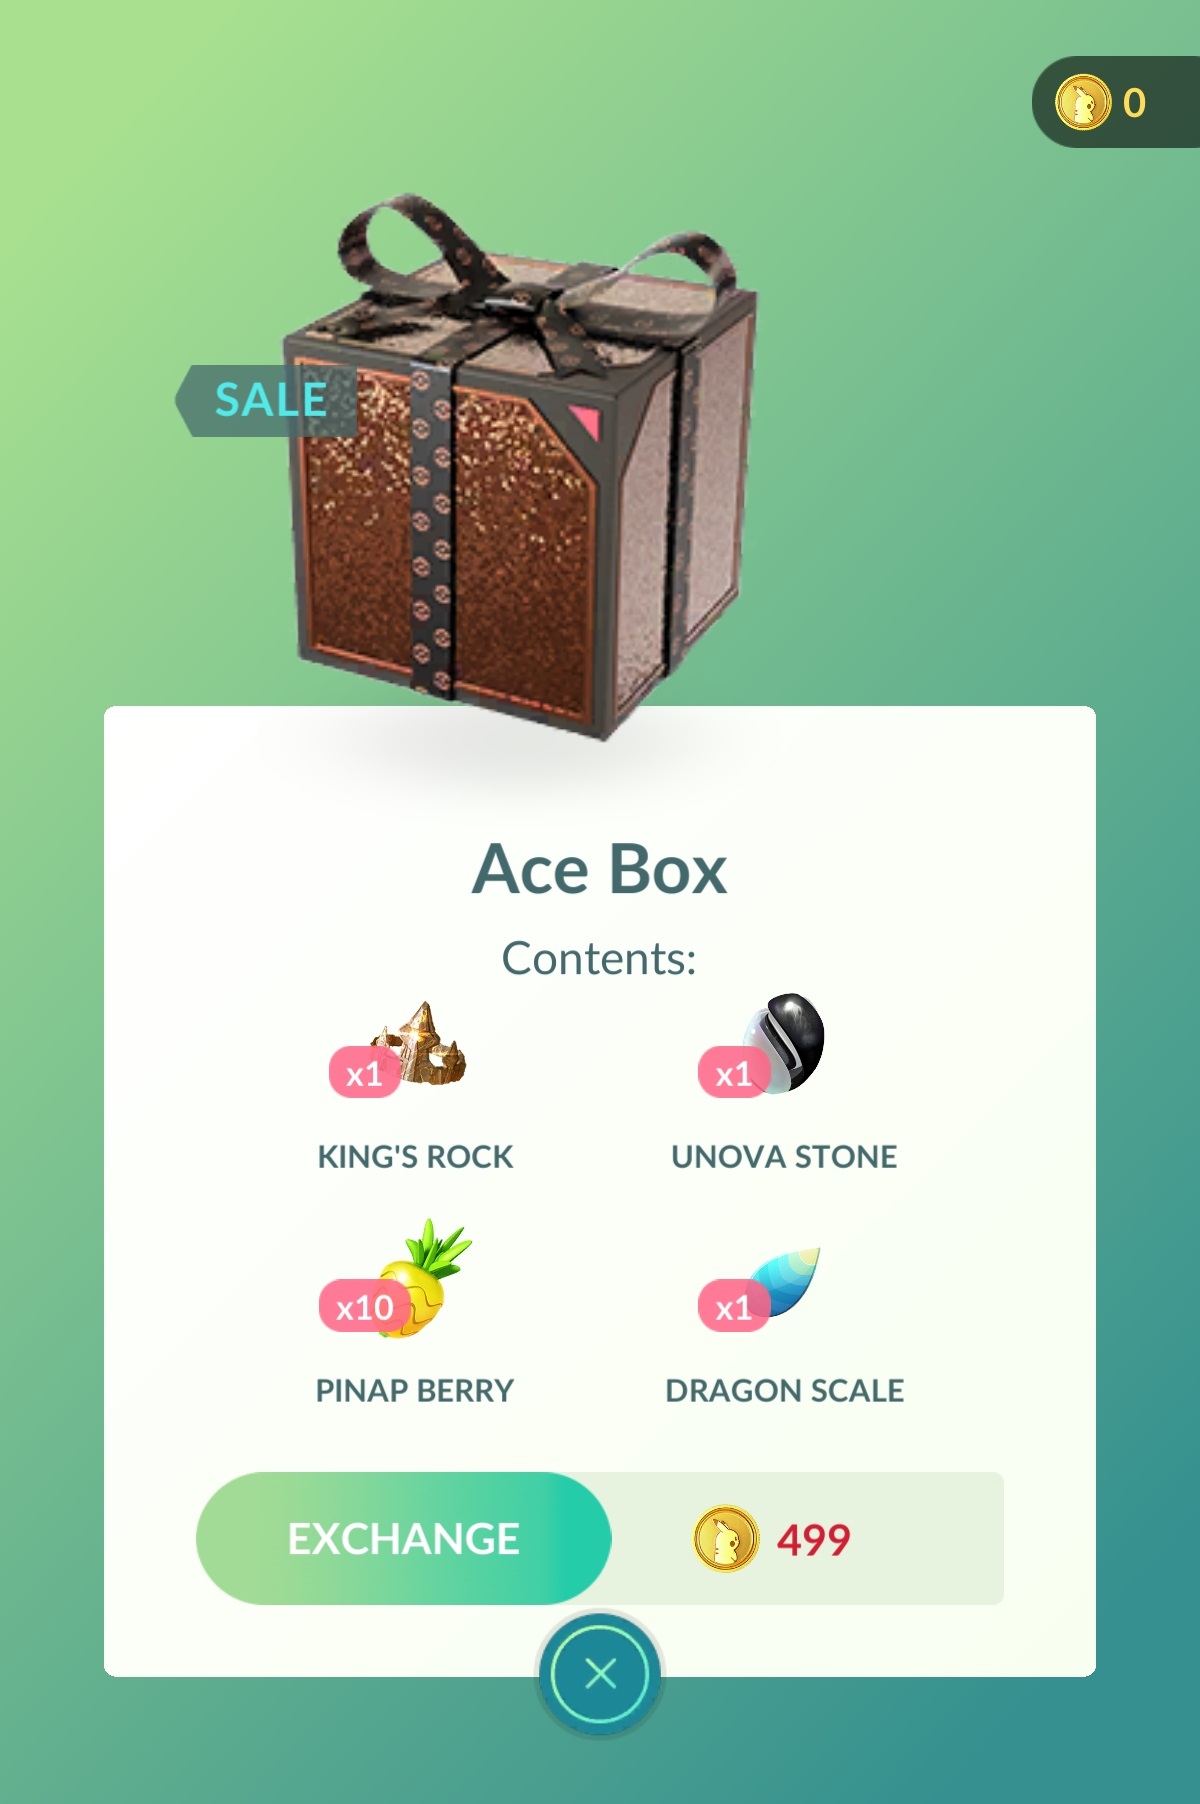 0
SALE
Ace Box
Contents:
x1
x1
KING'S ROCK
UNOVA STONE
x10
x1
PINAP BERRY
DRAGON SCALE
EXCHANGE
499